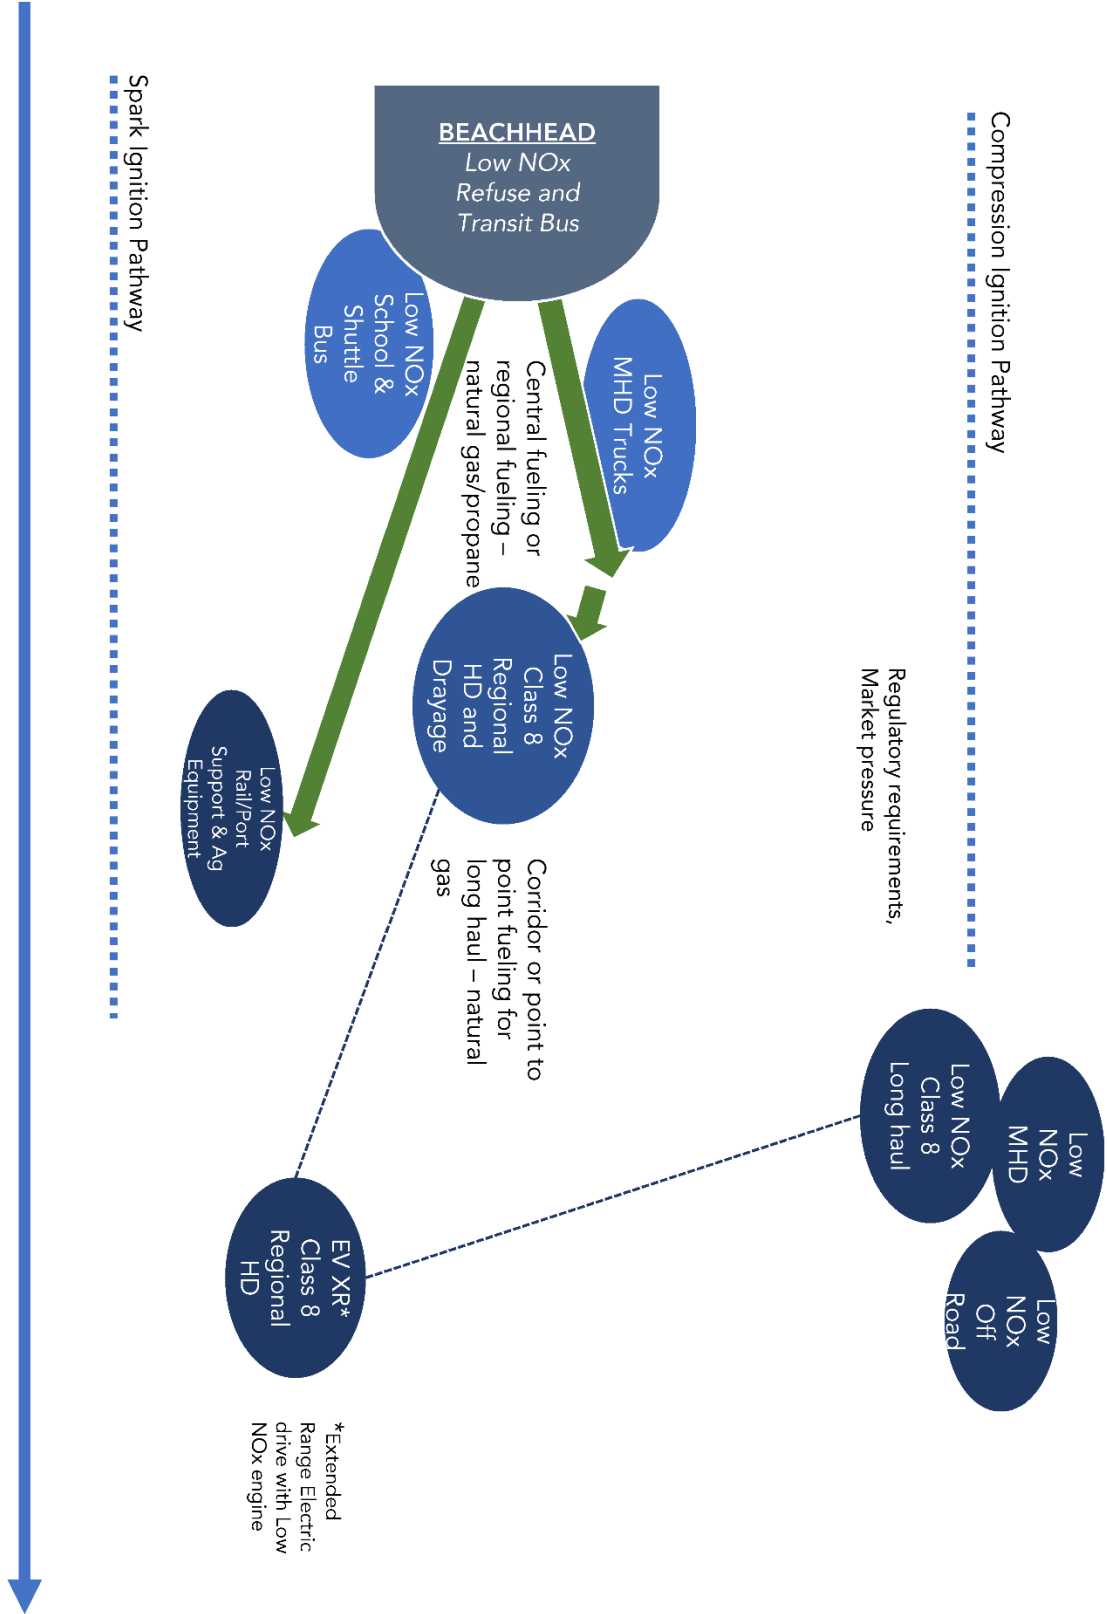 Compression Ignition Pathway
Low
NOx
MHD
Low NOx
Class 8
Long haul
Low
NOx
Off
Road
Regulatory requirements,
Market pressure
BEACHHEAD
Low NOx
Refuse and
Transit Bus
Low NOx
MHD Trucks
Central fueling or
regional fueling –
natural gas/propane
Low NOx
Class 8
Regional
HD and
Drayage
Corridor or point to
point fueling for
long haul – natural
gas
Low NOx
School &
Shuttle
Bus
Low NOx
Rail/Port
Support & Ag
Equipment
EV XR*
Class 8
Regional
HD
*Extended
Range Electric
drive with Low
NOx engine
Spark Ignition Pathway